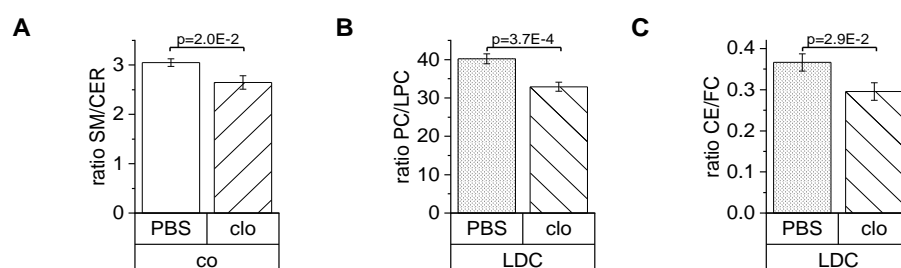 A
p=2.0E-2
ratio SM/CER
3
2
1
0
PBS clo
co
B
p=3.7E-4
ratio PC/LPC
40
30
20
10
0
PBS clo
LDC
C
p=2.9E-2
ratio CE/FC
0.4
0.3
0.2
0.1
0.0
PBS clo
LDC